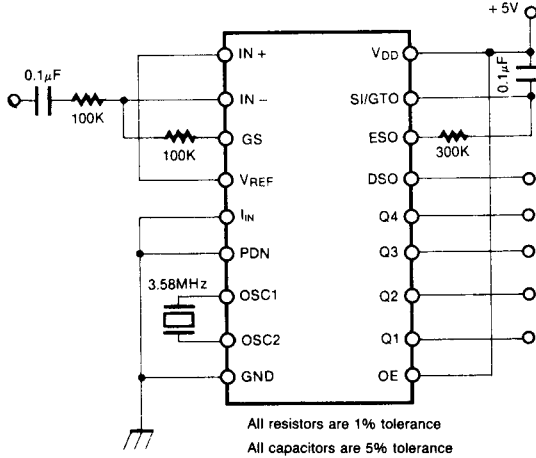 + 5V
IN +
VDD
0.1µF
0.1µF
IN −
SI/GTO
100K
GS
ESO
100K
300K
VREF
DSO
IIN
Q4
PDN
Q3
3.58MHz
OSC1
Q2
OSC2
Q1
GND
OE
All resistors are 1% tolerance
All capacitors are 5% tolerance